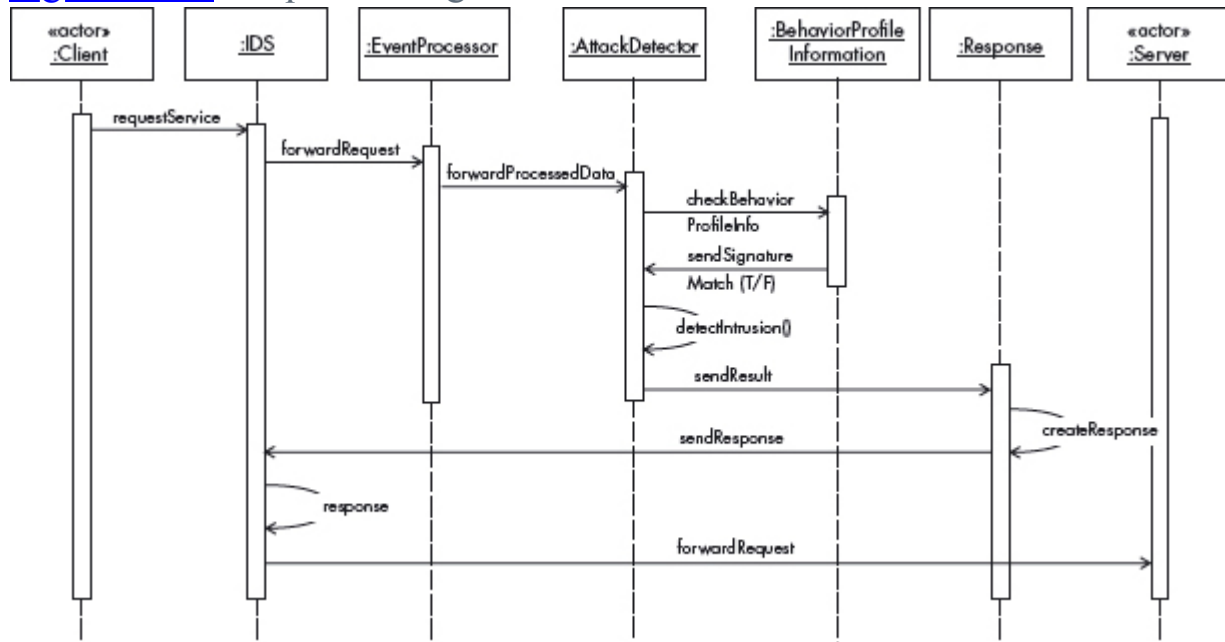 «actor»
:Client
:IDS
:EventProcessor
:AttackDetector
:BehaviorProfile
Information
:Response
«actor»
:Server
requestService
forwardRequest
forwardProcessedData
checkBehavior
ProfileInfo
sendSignature
Match (T/F)
detectIntrusion()
sendResult
createResponse
sendResponse
response
forwardRequest